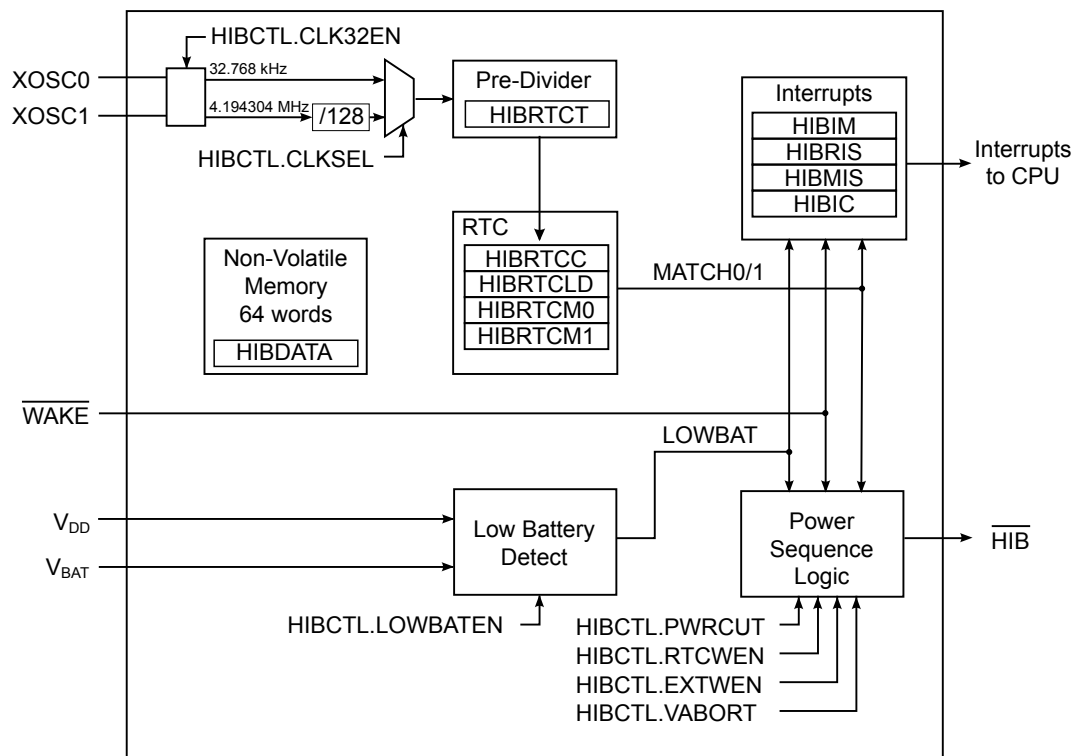 HIBCTL.CLK32EN
XOSC0
32.768 kHz
XOSC1
4.194304 MHz
/128
HIBCTL.CLKSEL
Pre-Divider
HIBRTCT
Interrupts
HIBIM
HIBRIS
HIBMIS
HIBIC
Interrupts
to CPU
RTC
HIBRTCC
HIBRTCLD
HIBRTCM0
HIBRTCM1
MATCH0/1
Non-Volatile
Memory
64 words
HIBDATA
WAKE
LOWBAT
VDD
VBAT
Low Battery
Detect
HIBCTL.LOWBATEN
Power
Sequence
Logic
HIB
HIBCTL.PWRCUT
HIBCTL.RTCWEN
HIBCTL.EXTWEN
HIBCTL.VABORT